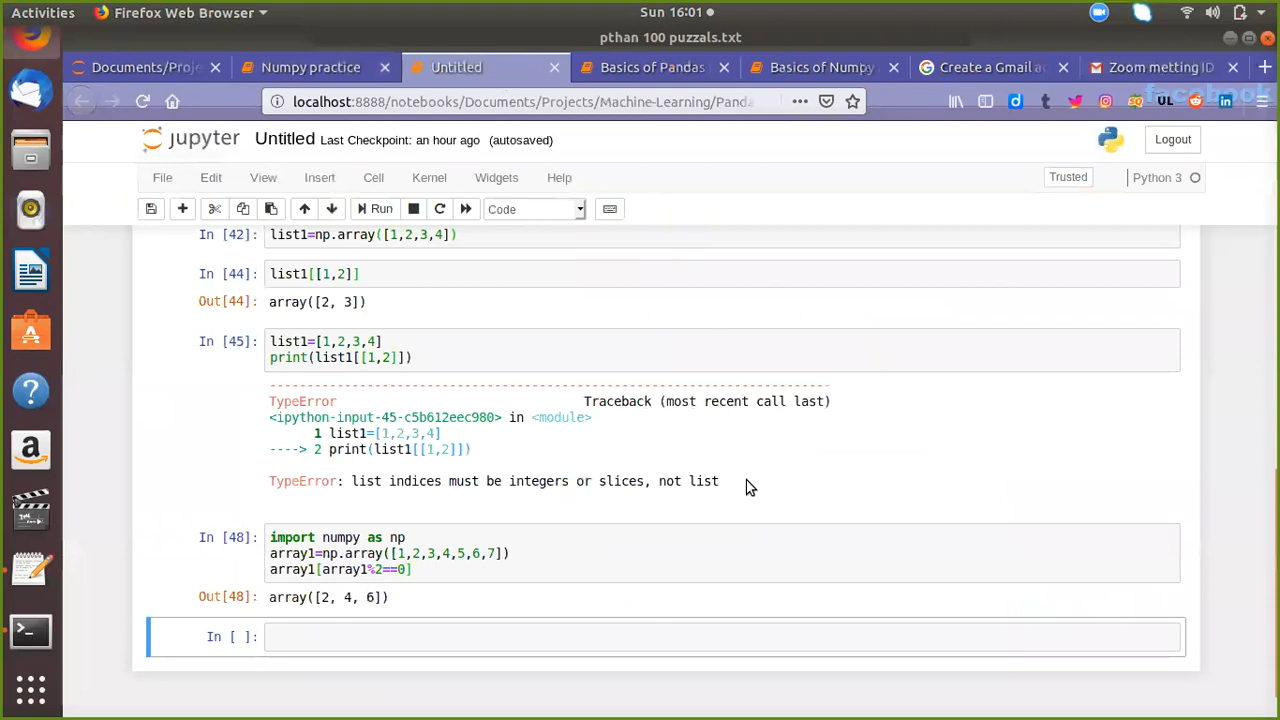 Activities Firefox Web Browser Sun 16:01
pthan 100 puzzals.txt
Documents/Proje Numpy practice Untitled Basics of Pandas Basics of Numpy Create a Gmail a Zoom metting ID
localhost:8888/notebooks/Documents/Projects/Machine-Learning/Panda
facebook
UL
jupyter Untitled Last Checkpoint: an hour ago (autosaved) Logout
File Edit View Insert Cell Kernel Widgets Help Trusted Python 3
Run Code
In [42]: list1=np.array([1,2,3,4])
In [44]: list1[[1,2]]
Out[44]: array([2, 3])
In [45]: list1=[1,2,3,4]
print(list1[[1,2]])
---------------------------------------------------------------------------
TypeError Traceback (most recent call last)
<ipython-input-45-c5b612eec980> in <module>
1 list1=[1,2,3,4]
----> 2 print(list1[[1,2]])
TypeError: list indices must be integers or slices, not list
In [48]: import numpy as np
array1=np.array([1,2,3,4,5,6,7])
array1[array1%2==0]
Out[48]: array([2, 4, 6])
In [ ]: